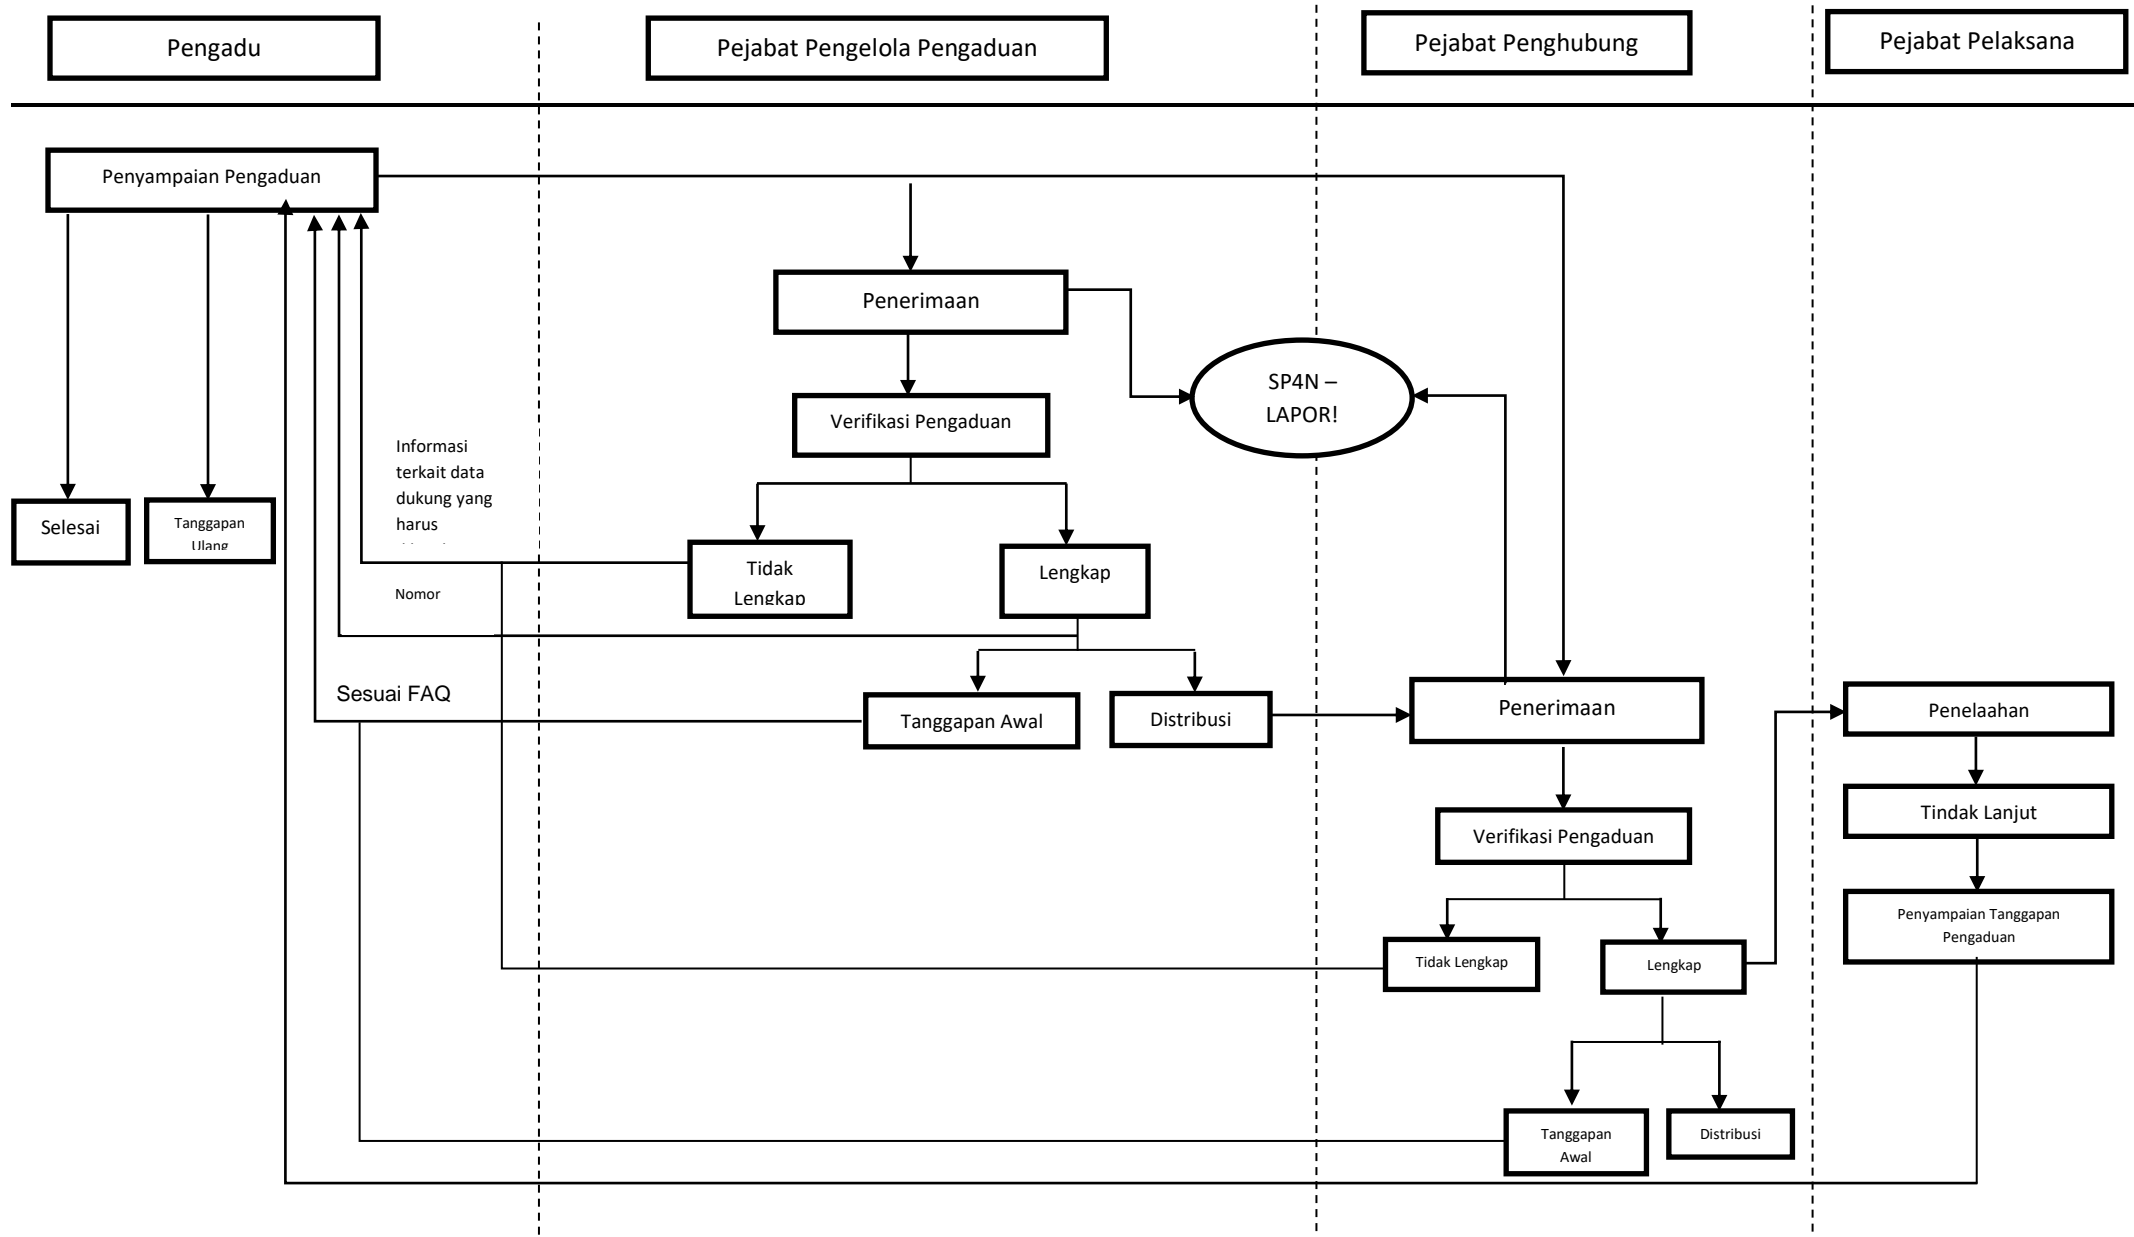 Pengadu
Pejabat Pengelola Pengaduan
Pejabat Penghubung
Pejabat Pelaksana
Penyampaian Pengaduan
Penerimaan
SP4N –
LAPOR!
Verifikasi Pengaduan
Informasi
terkait data
dukung yang
harus
Selesai
Tanggapan
Ulang
Tidak
Lengkap
Lengkap
Nomor
Sesuai FAQ
Tanggapan Awal
Distribusi
Penerimaan
Penelaahan
Verifikasi Pengaduan
Tindak Lanjut
Penyampaian Tanggapan
Pengaduan
Tidak Lengkap
Lengkap
Tanggapan
Awal
Distribusi